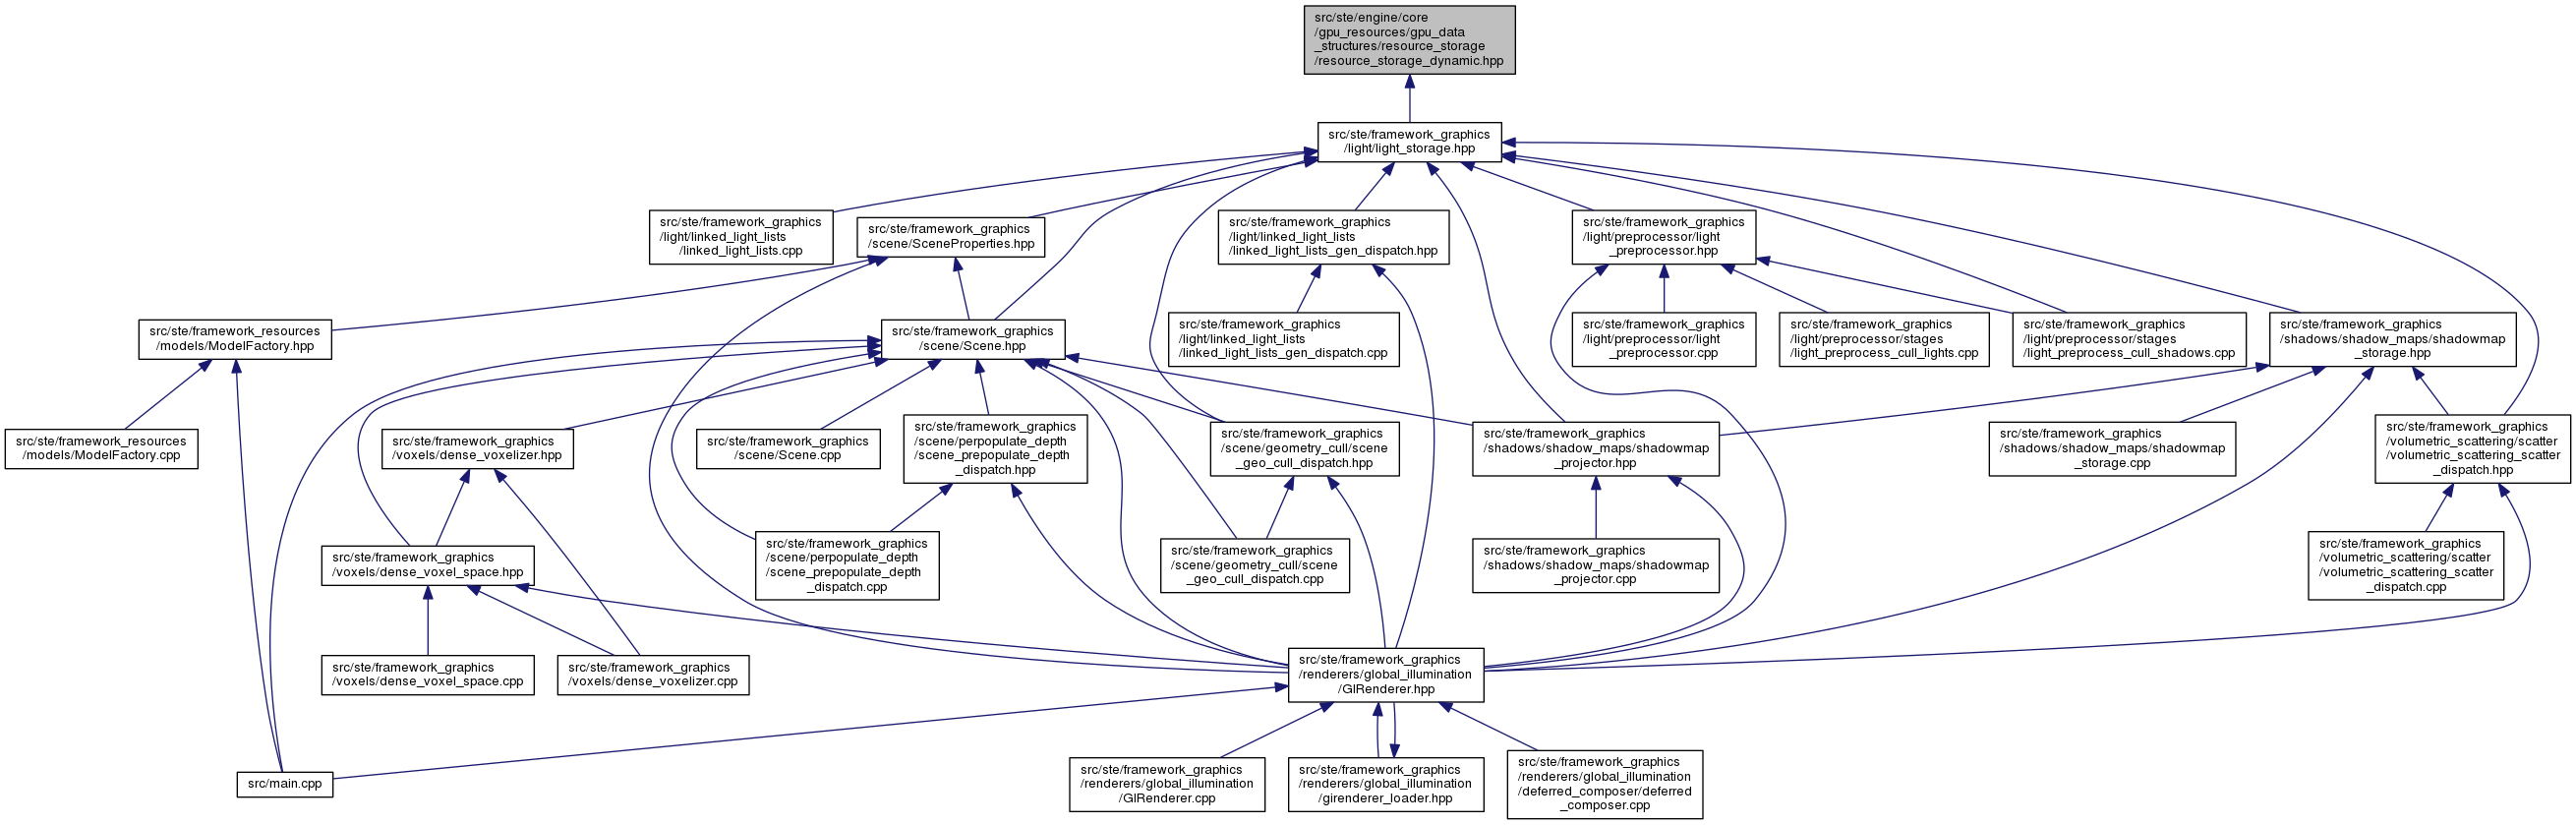 src/ste/engine/core
/gpu_resources/gpu_data
_structures/resource_storage
/resource_storage_dynamic.hpp
src/ste/framework_graphics
/light/light_storage.hpp
src/ste/framework_graphics
/light/linked_light_lists
/linked_light_lists.cpp
src/ste/framework_graphics
/scene/SceneProperties.hpp
src/ste/framework_graphics
/light/linked_light_lists
/linked_light_lists_gen_dispatch.hpp
src/ste/framework_graphics
/light/preprocessor/light
_preprocessor.hpp
src/ste/framework_resources
/models/ModelFactory.hpp
src/ste/framework_graphics
/scene/Scene.hpp
src/ste/framework_graphics
/light/linked_light_lists
/linked_light_lists_gen_dispatch.cpp
src/ste/framework_graphics
/light/preprocessor/light
_preprocessor.cpp
src/ste/framework_graphics
/light/preprocessor/stages
/light_preprocess_cull_lights.cpp
src/ste/framework_graphics
/light/preprocessor/stages
/light_preprocess_cull_shadows.cpp
src/ste/framework_graphics
/shadows/shadow_maps/shadowmap
_storage.hpp
src/ste/framework_resources
/models/ModelFactory.cpp
src/ste/framework_graphics
/voxels/dense_voxelizer.hpp
src/ste/framework_graphics
/scene/Scene.cpp
src/ste/framework_graphics
/scene/perpopulate_depth
/scene_prepopulate_depth
_dispatch.hpp
src/ste/framework_graphics
/scene/geometry_cull/scene
_geo_cull_dispatch.hpp
src/ste/framework_graphics
/shadows/shadow_maps/shadowmap
_projector.hpp
src/ste/framework_graphics
/shadows/shadow_maps/shadowmap
_storage.cpp
src/ste/framework_graphics
/volumetric_scattering/scatter
/volumetric_scattering_scatter
_dispatch.hpp
src/ste/framework_graphics
/voxels/dense_voxel_space.hpp
src/ste/framework_graphics
/scene/perpopulate_depth
/scene_prepopulate_depth
_dispatch.cpp
src/ste/framework_graphics
/scene/geometry_cull/scene
_geo_cull_dispatch.cpp
src/ste/framework_graphics
/shadows/shadow_maps/shadowmap
_projector.cpp
src/ste/framework_graphics
/volumetric_scattering/scatter
/volumetric_scattering_scatter
_dispatch.cpp
src/ste/framework_graphics
/voxels/dense_voxel_space.cpp
src/ste/framework_graphics
/voxels/dense_voxelizer.cpp
src/ste/framework_graphics
/renderers/global_illumination
/GIRenderer.hpp
src/main.cpp
src/ste/framework_graphics
/renderers/global_illumination
/GIRenderer.cpp
src/ste/framework_graphics
/renderers/global_illumination
/girenderer_loader.hpp
src/ste/framework_graphics
/renderers/global_illumination
/deferred_composer/deferred
_composer.cpp